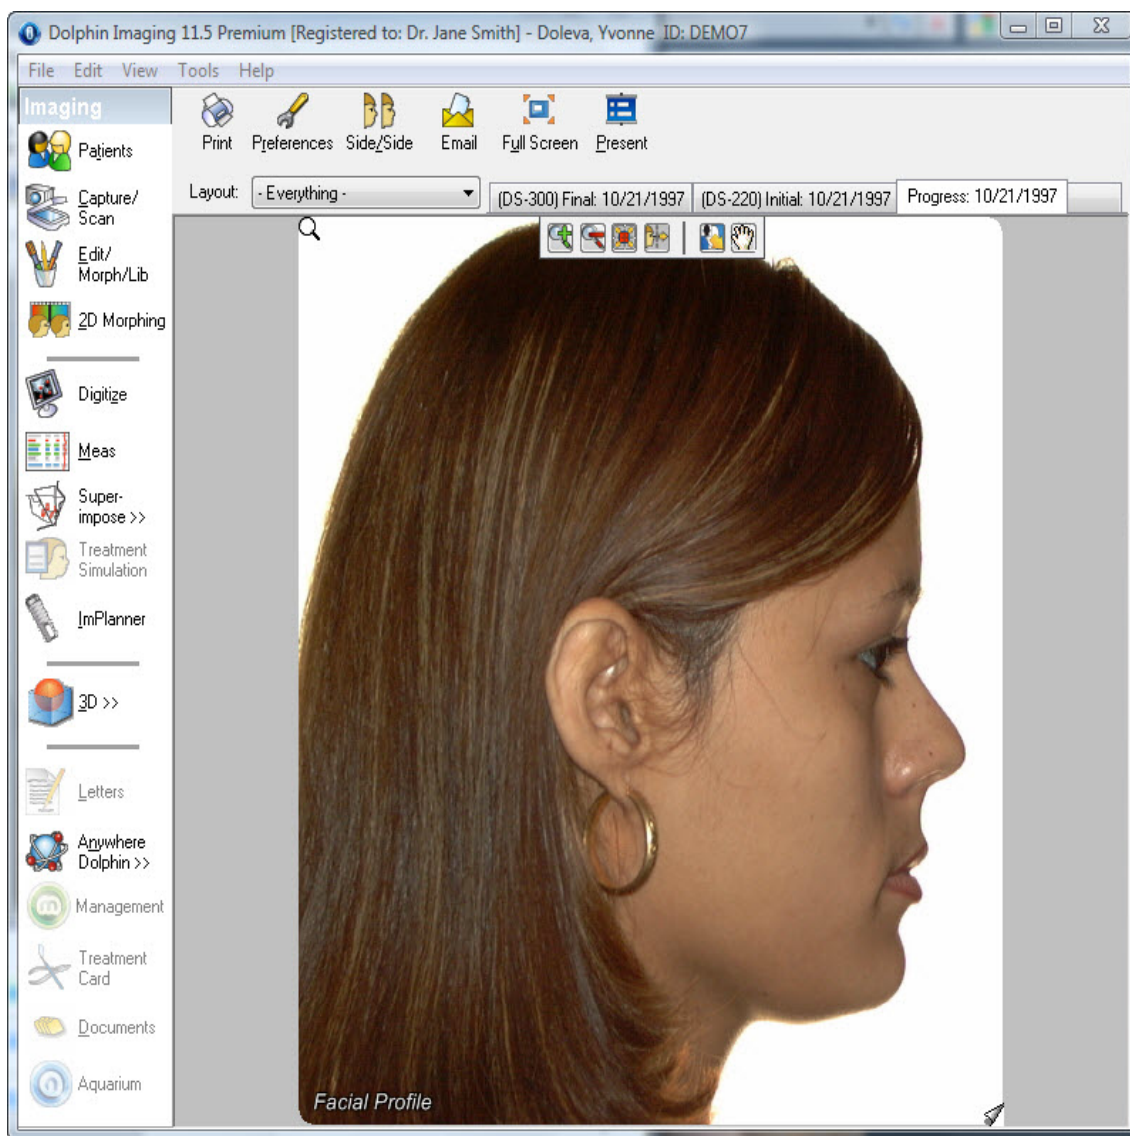 Dolphin Imaging 11.5 Premium [Registered to: Dr. Jane Smith] - Doleva, Yvonne ID: DEMO7
File Edit View Tools Help
Imaging
Patients
Capture/
Scan
Edit/
Morph/Lib
2D Morphing
Digitize
Meas
Super-
impose >>
Treatment
Simulation
ImPlanner
3D >>
Letters
Anywhere
Dolphin >>
Management
Treatment
Card
Documents
Aquarium
Print Preferences Side/Side Email Full Screen Present
Layout: - Everything - (DS-300) Final: 10/21/1997 (DS-220) Initial: 10/21/1997 Progress: 10/21/1997
Facial Profile